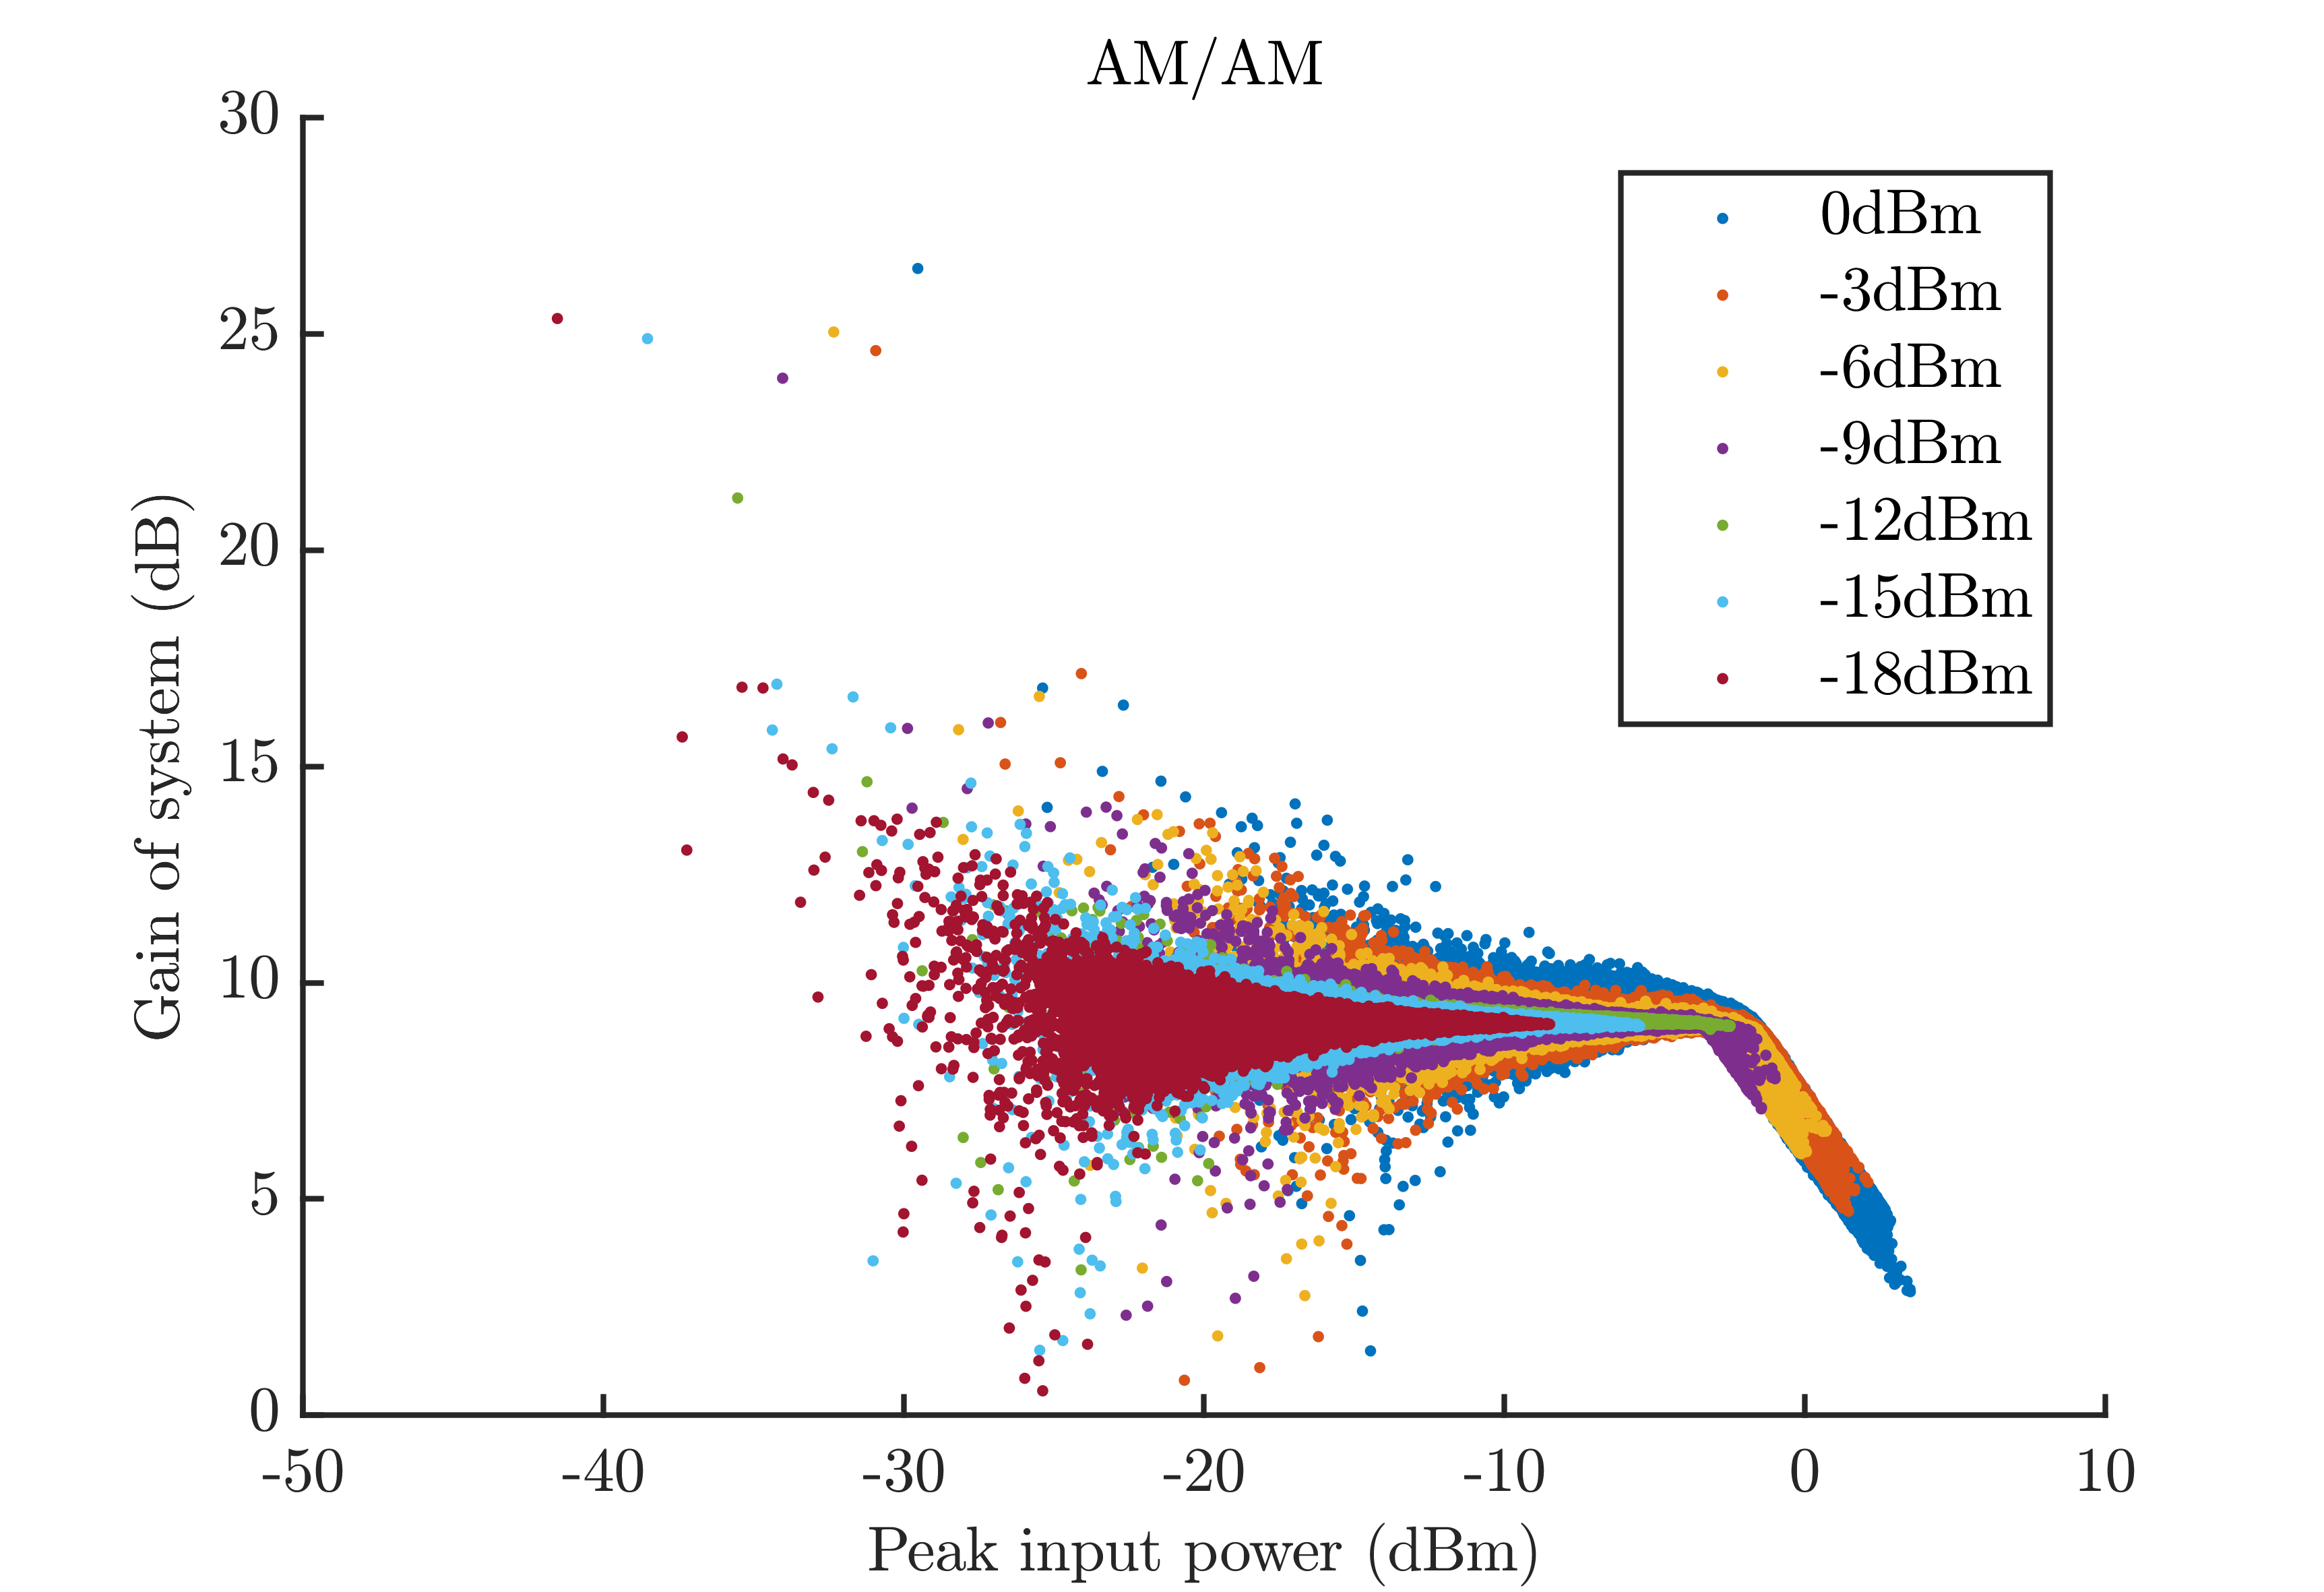 AM/AM
30
25
20
15
10
5
0
Gain of system (dB)
0dBm
-3dBm
-6dBm
-9dBm
-12dBm
-15dBm
-18dBm
-50 -40 -30 -20 -10 0 10
Peak input power (dBm)